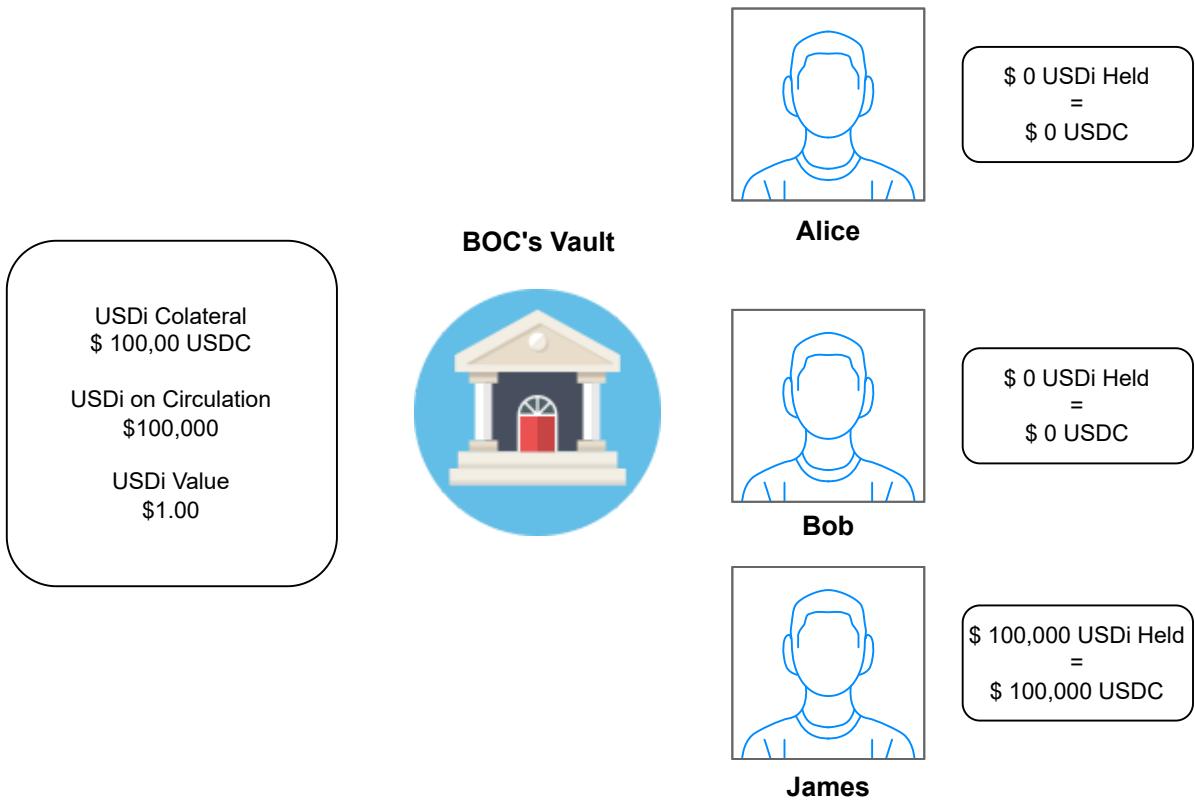 USDi Colateral
$ 100,00 USDC
USDi on Circulation
$100,000
USDi Value
$1.00
BOC's Vault
$ 0 USDi Held
=
$ 0 USDC
Alice
$ 0 USDi Held
=
$ 0 USDC
Bob
$ 100,000 USDi Held
=
$ 100,000 USDC
James